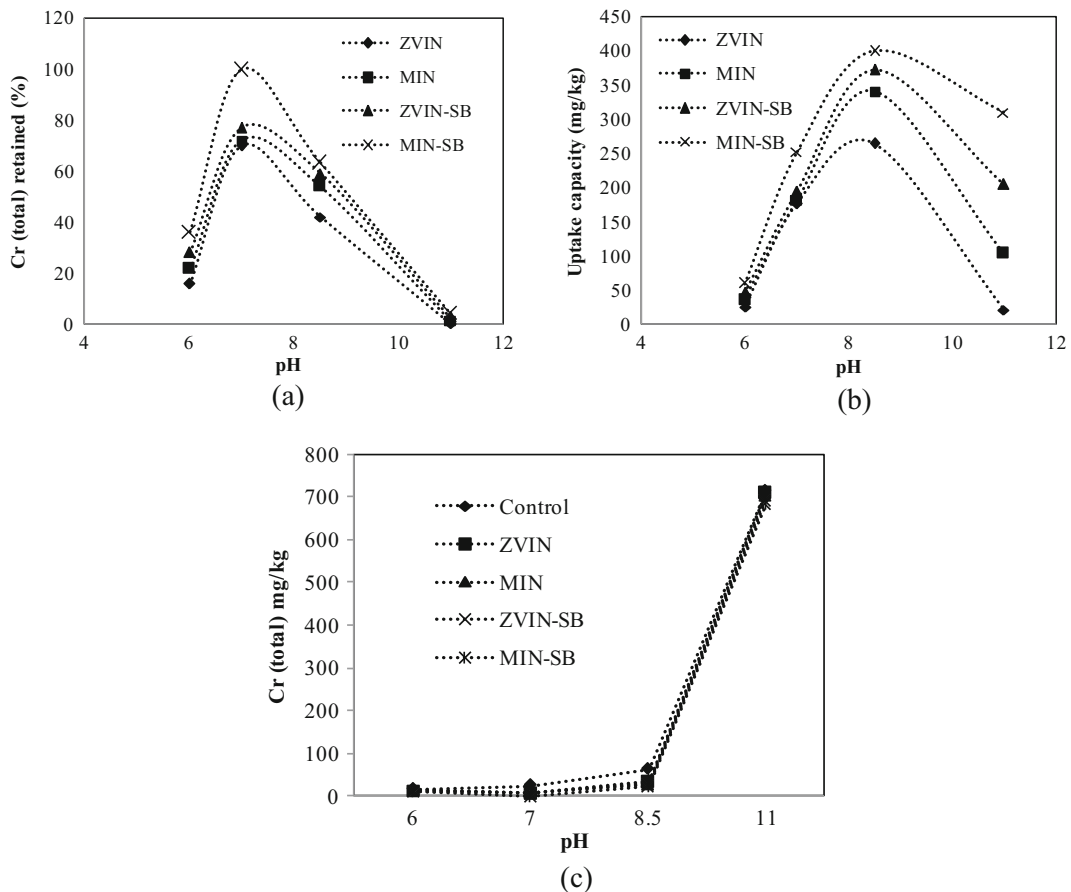 120
100
80
60
40
20
0
Cr (total) retained (%)
ZVIN
MIN
ZVIN-SB
MIN-SB
4 6 8 10 12
pH
(a)
450
400
350
300
250
200
150
100
50
0
Uptake capacity (mg/kg)
ZVIN
MIN
ZVIN-SB
MIN-SB
4 6 8 10 12
pH
(b)
800
700
600
500
400
300
200
100
0
Cr (total) mg/kg
Control
ZVIN
MIN
ZVIN-SB
MIN-SB
6 7 8.5 11
pH
(c)